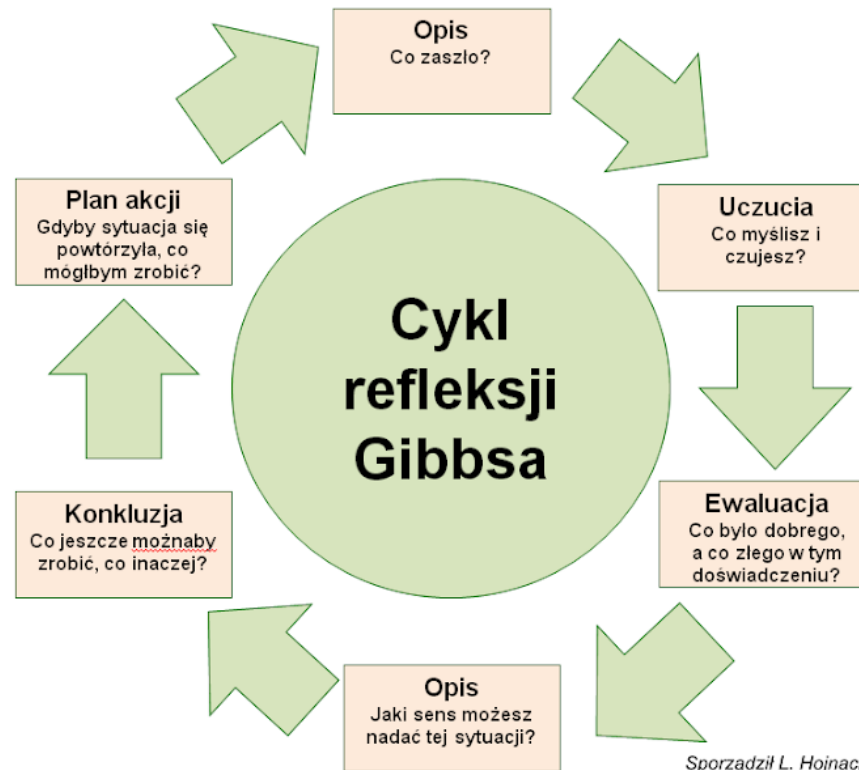 Opis
Co zaszło?
Uczucia
Co myślisz i
czujesz?
Ewaluacja
Co było dobrego,
a co złego w tym
doświadczeniu?
Opis
Jaki sens możesz
nadać tej sytuacji?
Konkluzja
Co jeszcze możnaby
zrobić, co inaczej?
Plan akcji
Gdyby sytuacja się
powtórzyła, co
mógłbym zrobić?
Cykl
refleksji
Gibbsa
Sporządził L.